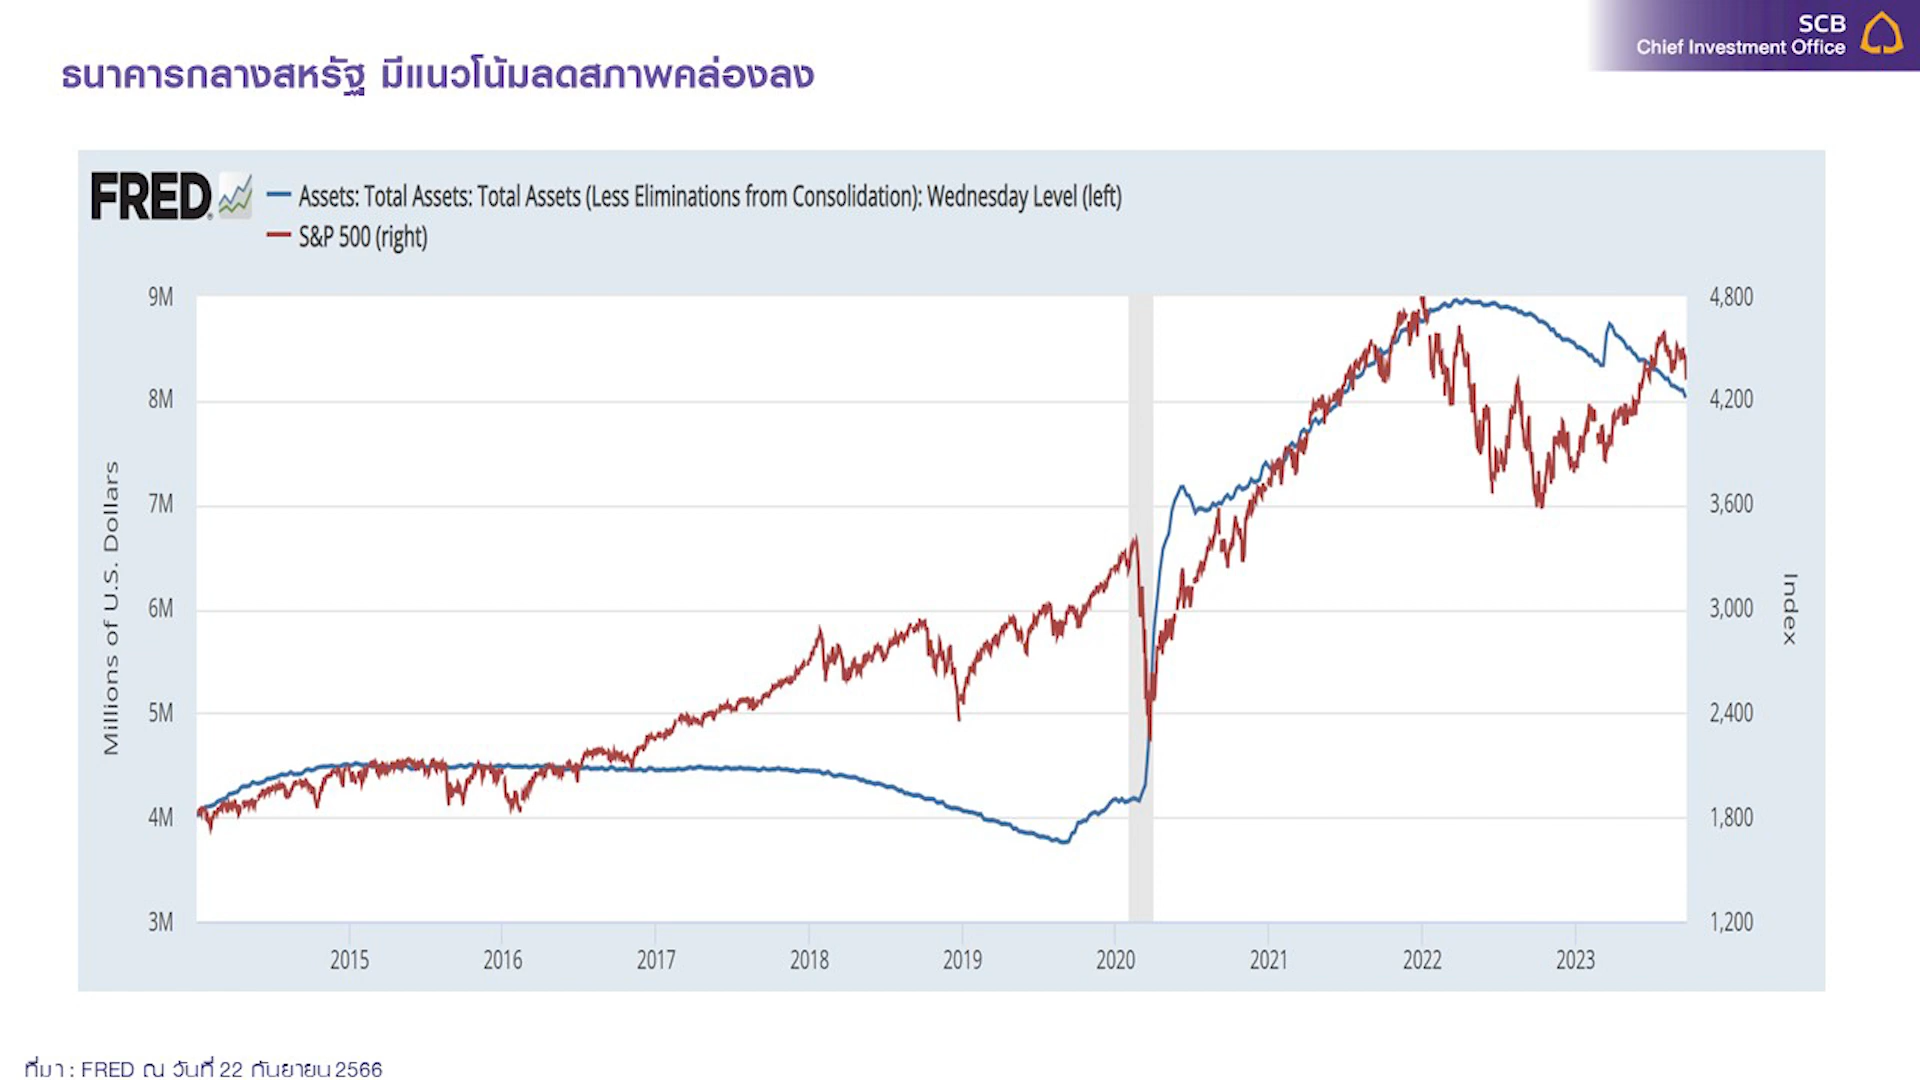 SCB
Chief Investment Office
ธนาคารกลางสหรัฐ มีแนวโน้มลดสภาพคล่องลง
FRED
Assets: Total Assets: Total Assets (Less Eliminations from Consolidation): Wednesday Level (left)
S&P 500 (right)
9M
8M
7M
6M
5M
4M
3M
Millions of U.S. Dollars
4,800
4,200
3,600
3,000
2,400
1,800
1,200
Index
2015 2016 2017 2018 2019 2020 2021 2022 2023
ที่มา : FRED ณ วันที่ 22 กันยายน 2566